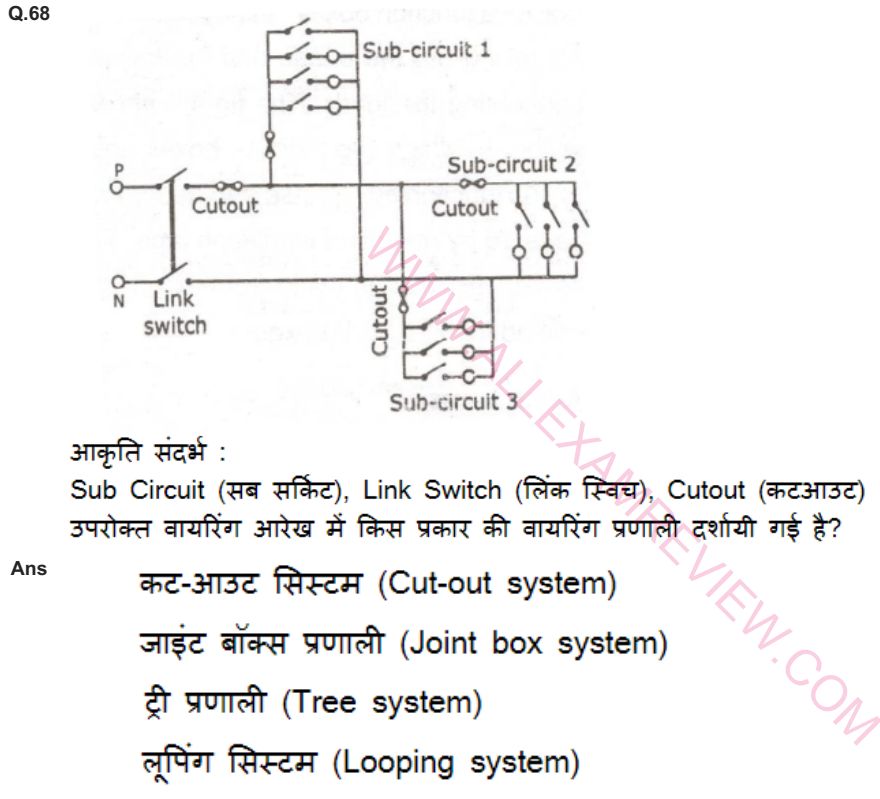 Q.68
Sub-circuit 1
P
Cutout
Sub-circuit 2
Cutout
N
Link
switch
Cutout
Sub-circuit 3
आकृति संदर्भ :
Sub Circuit (सब सर्किट), Link Switch (लिंक स्विच), Cutout (कटआउट)
उपरोक्त वायरिंग आरेख में किस प्रकार की वायरिंग प्रणाली दर्शायी गई है?
Ans
कट-आउट सिस्टम (Cut-out system)
जाइंट बॉक्स प्रणाली (Joint box system)
ट्री प्रणाली (Tree system)
लूपिंग सिस्टम (Looping system)
WWW.ALLEXAMREVIEW.COM